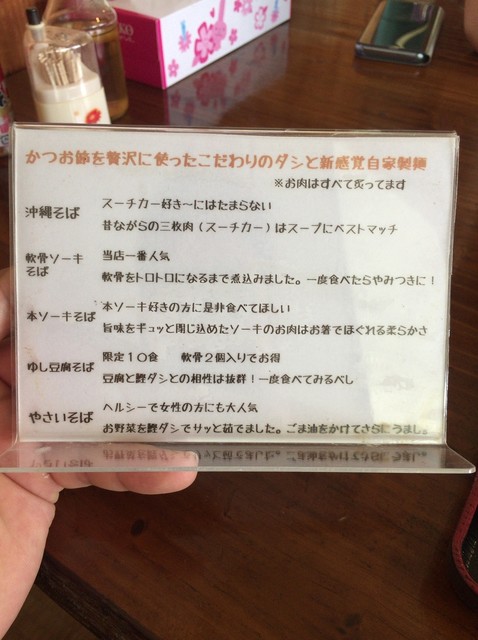 かつお節を贅沢に使ったこだわりのダシと新感覚自家製麺
※お肉はすべて炙ってます
沖縄そば
スーチカー好き〜にはたまらない
昔ながらの三枚肉(スーチカー)はスープにベストマッチ
軟骨ソーキそば
当店一番人気
軟骨をトロトロになるまで煮込みました。一度食べたらやみつきに!
本ソーキそば
本ソーキ好きの方に是非食べてほしい
旨味をギュッと閉じ込めたソーキのお肉はお箸でほぐれる柔らかさ
ゆし豆腐そば
限定10食 軟骨2個入りでお得
豆腐と鰹ダシとの相性は抜群!一度食べてみるべし
やさいそば
ヘルシーで女性の方にも大人気
お野菜を鰹ダシでサッと茹でました。ごま油をかけてさらにうまし。